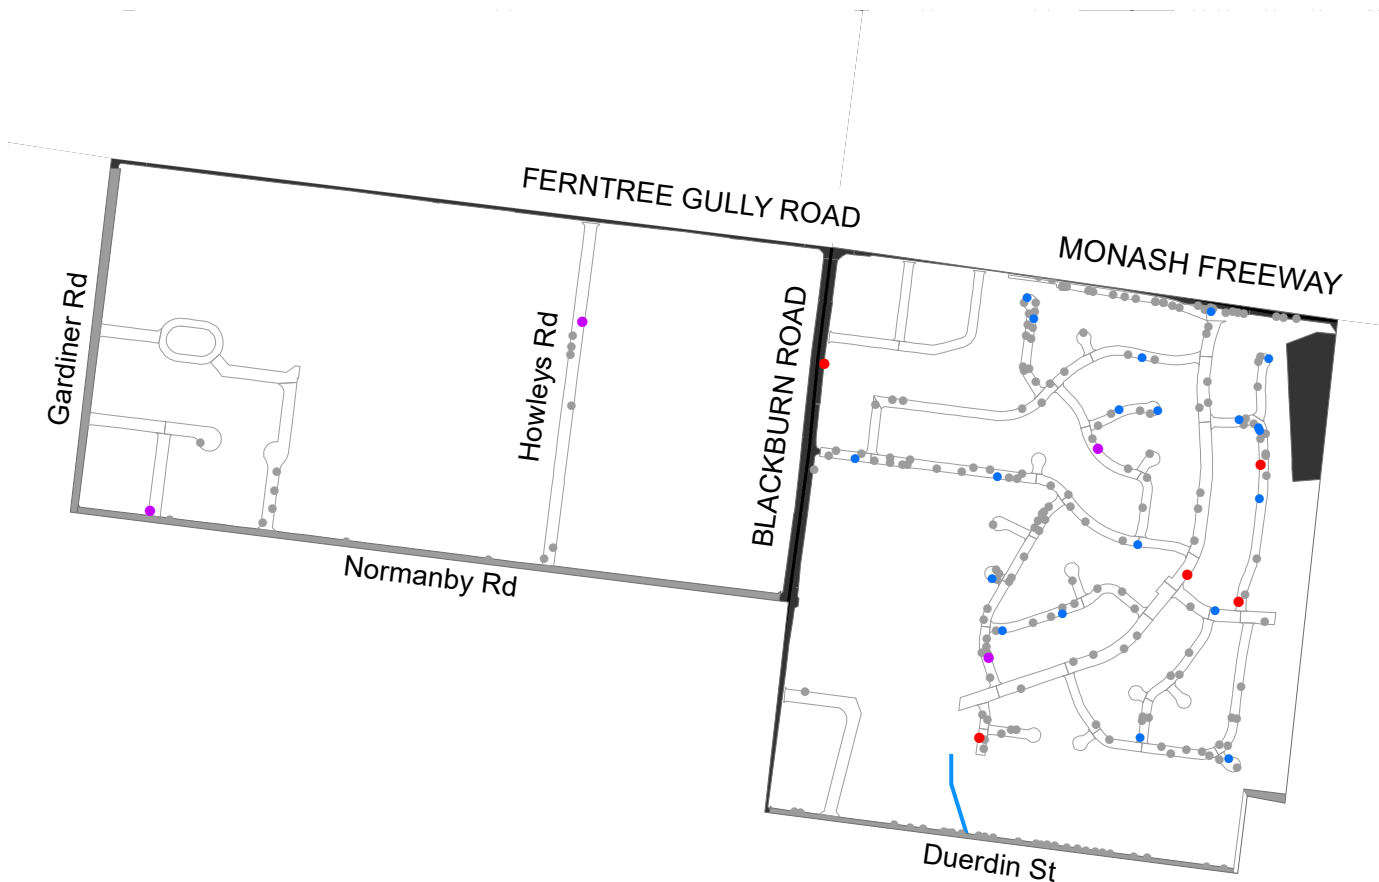 FERNTREE GULLY ROAD
MONASH FREEWAY
Gardiner Rd
Howleys Rd
BLACKBURN ROAD
Normanby Rd
Duerdin St